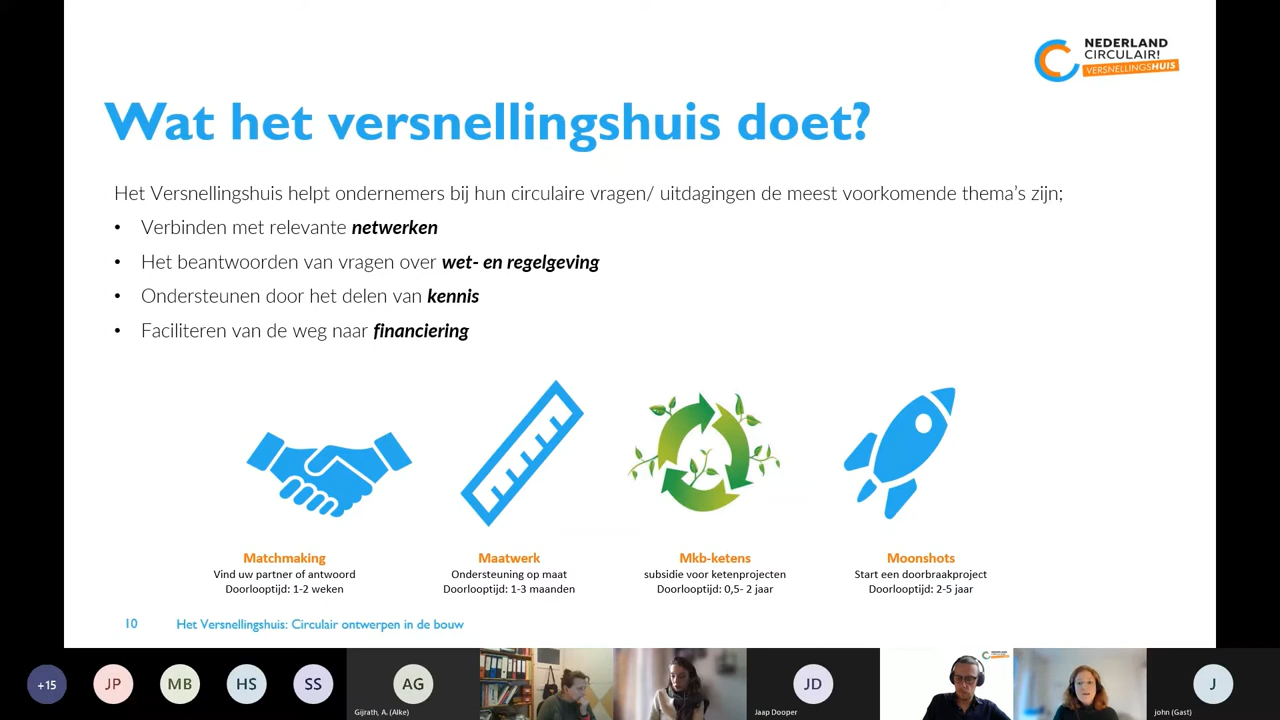 NEDERLAND
CIRCULAIR!
VERSNELLINGSHUIS
Wat het versnellingshuis doet?
Het Versnellingshuis helpt ondernemers bij hun circulaire vragen/ uitdagingen de meest voorkomende thema's zijn;
• Verbinden met relevante netwerken
• Het beantwoorden van vragen over wet- en regelgeving
• Ondersteunen door het delen van kennis
• Faciliteren van de weg naar financiering
Matchmaking
Vind uw partner of antwoord
Doorlooptijd: 1-2 weken
Maatwerk
Ondersteuning op maat
Doorlooptijd: 1-3 maanden
Mkb-ketens
subsidie voor ketenprojecten
Doorlooptijd: 0,5- 2 jaar
Moonshots
Start een doorbraakproject
Doorlooptijd: 2-5 jaar
10 Het Versnellingshuis: Circulair ontwerpen in de bouw
+15
JP
MB
HS
SS
AG
Gijrath, A. (Alke)
JD
Jaap Dooper
J
john (Gast)